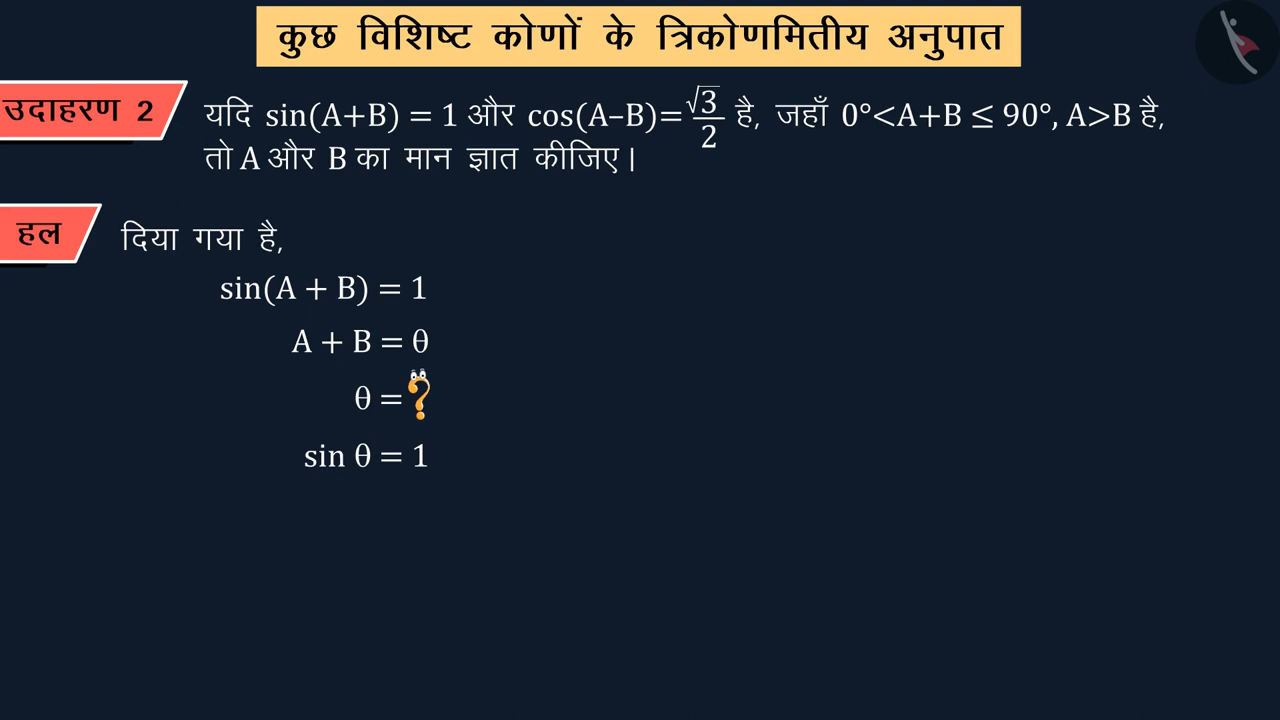 कुछ विशिष्ट कोणों के त्रिकोणमितीय अनुपात
उदाहरण 2
यदि sin(A+B) = 1 और cos(A–B)=√3/2 है, जहाँ 0°<A+B ≤ 90°, A>B है,
तो A और B का मान ज्ञात कीजिए।
हल
दिया गया है,
sin(A + B) = 1
A + B = θ
θ = ?
sin θ = 1